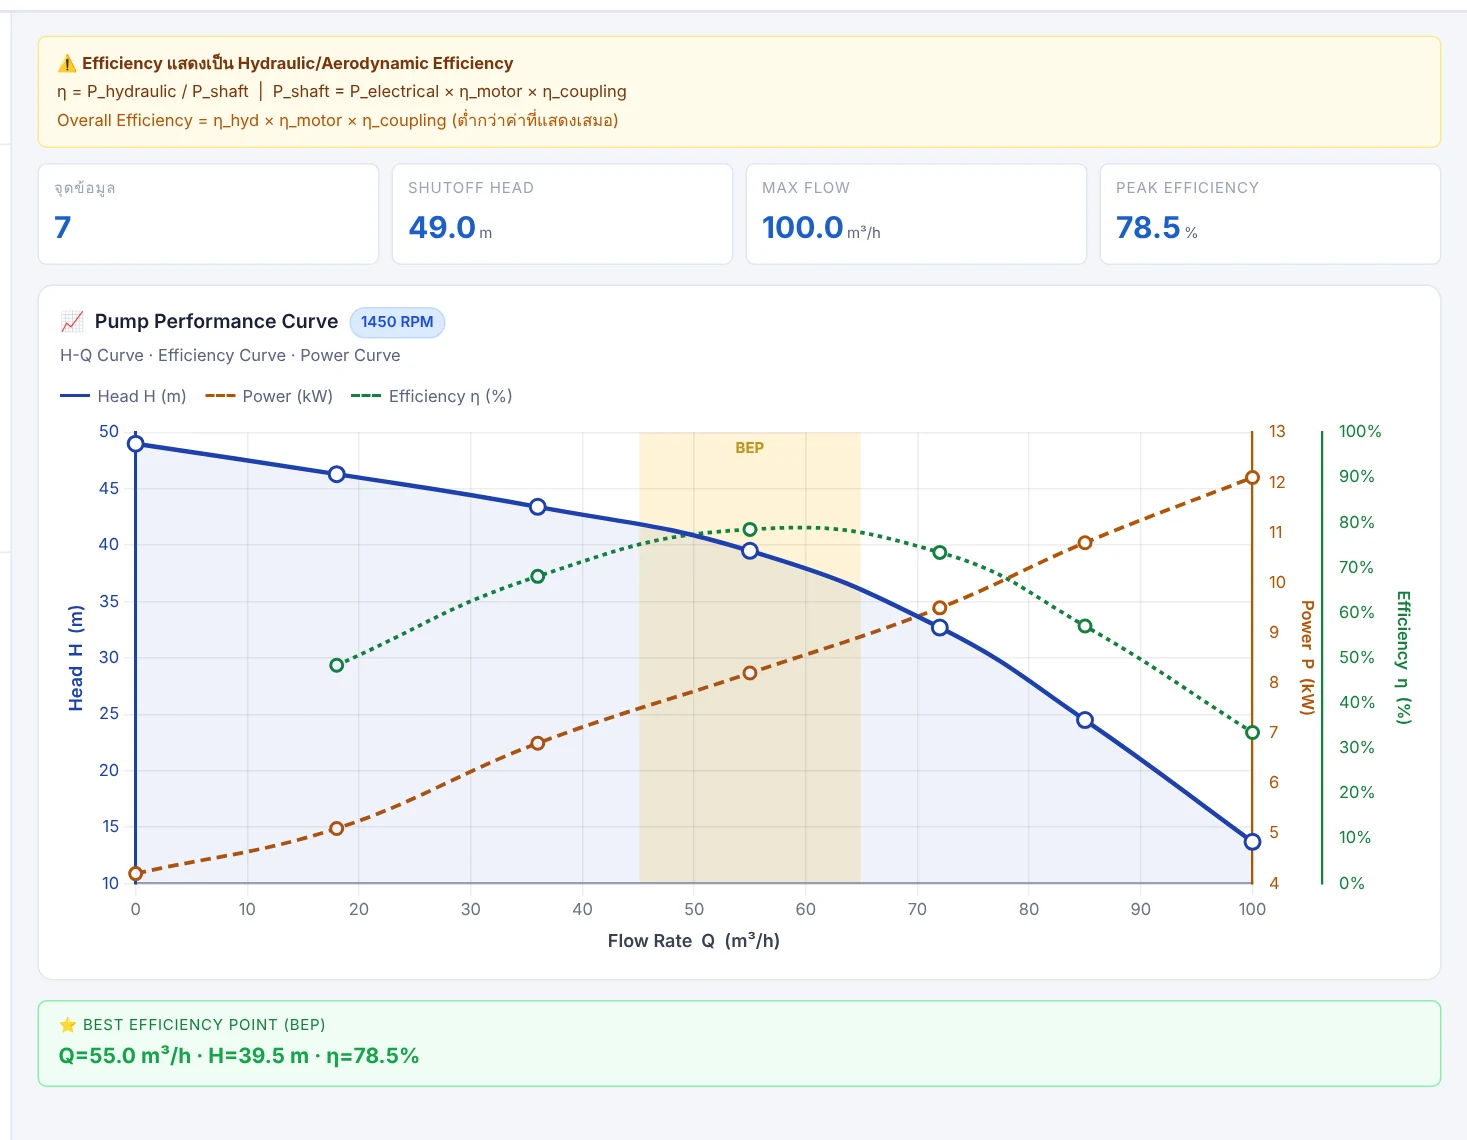 ⚠️ Efficiency แสดงเป็น Hydraulic/Aerodynamic Efficiency
η = P_hydraulic / P_shaft | P_shaft = P_electrical × η_motor × η_coupling
Overall Efficiency = η_hyd × η_motor × η_coupling (ต่ำกว่าค่าที่แสดงเสมอ)
จุดข้อมูล
7
SHUTOFF HEAD
49.0 m
MAX FLOW
100.0 m³/h
PEAK EFFICIENCY
78.5 %
📈 Pump Performance Curve 1450 RPM
H-Q Curve · Efficiency Curve · Power Curve
Head H (m) Power (kW) Efficiency η (%)
BEP
Head H (m)
50
45
40
35
30
25
20
15
10
0 10 20 30 40 50 60 70 80 90 100
Flow Rate Q (m³/h)
13
12
11
10
9
8
7
6
5
4
Power P (kW)
100%
90%
80%
70%
60%
50%
40%
30%
20%
10%
0%
Efficiency η (%)
⭐ BEST EFFICIENCY POINT (BEP)
Q=55.0 m³/h · H=39.5 m · η=78.5%